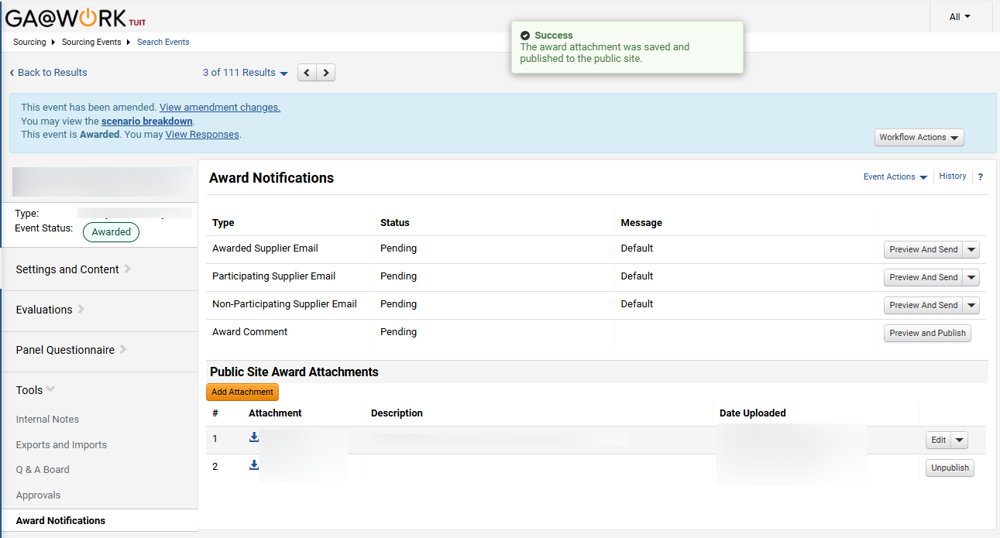 GA@WORK TUIT
All
Sourcing Sourcing Events Search Events
Success
The award attachment was saved and
published to the public site.
Back to Results
3 of 111 Results
This event has been amended. View amendment changes.
You may view the scenario breakdown.
This event is Awarded. You may View Responses.
Workflow Actions
Type:
Event Status: Awarded
Settings and Content
Evaluations
Panel Questionnaire
Tools
Internal Notes
Exports and Imports
Q & A Board
Approvals
Award Notifications
Award Notifications
Event Actions History ?
Type Status Message
Awarded Supplier Email Pending Default Preview And Send
Participating Supplier Email Pending Default Preview And Send
Non-Participating Supplier Email Pending Default Preview And Send
Award Comment Pending Preview and Publish
Public Site Award Attachments
Add Attachment
# Attachment Description Date Uploaded
1 Edit
2 Unpublish